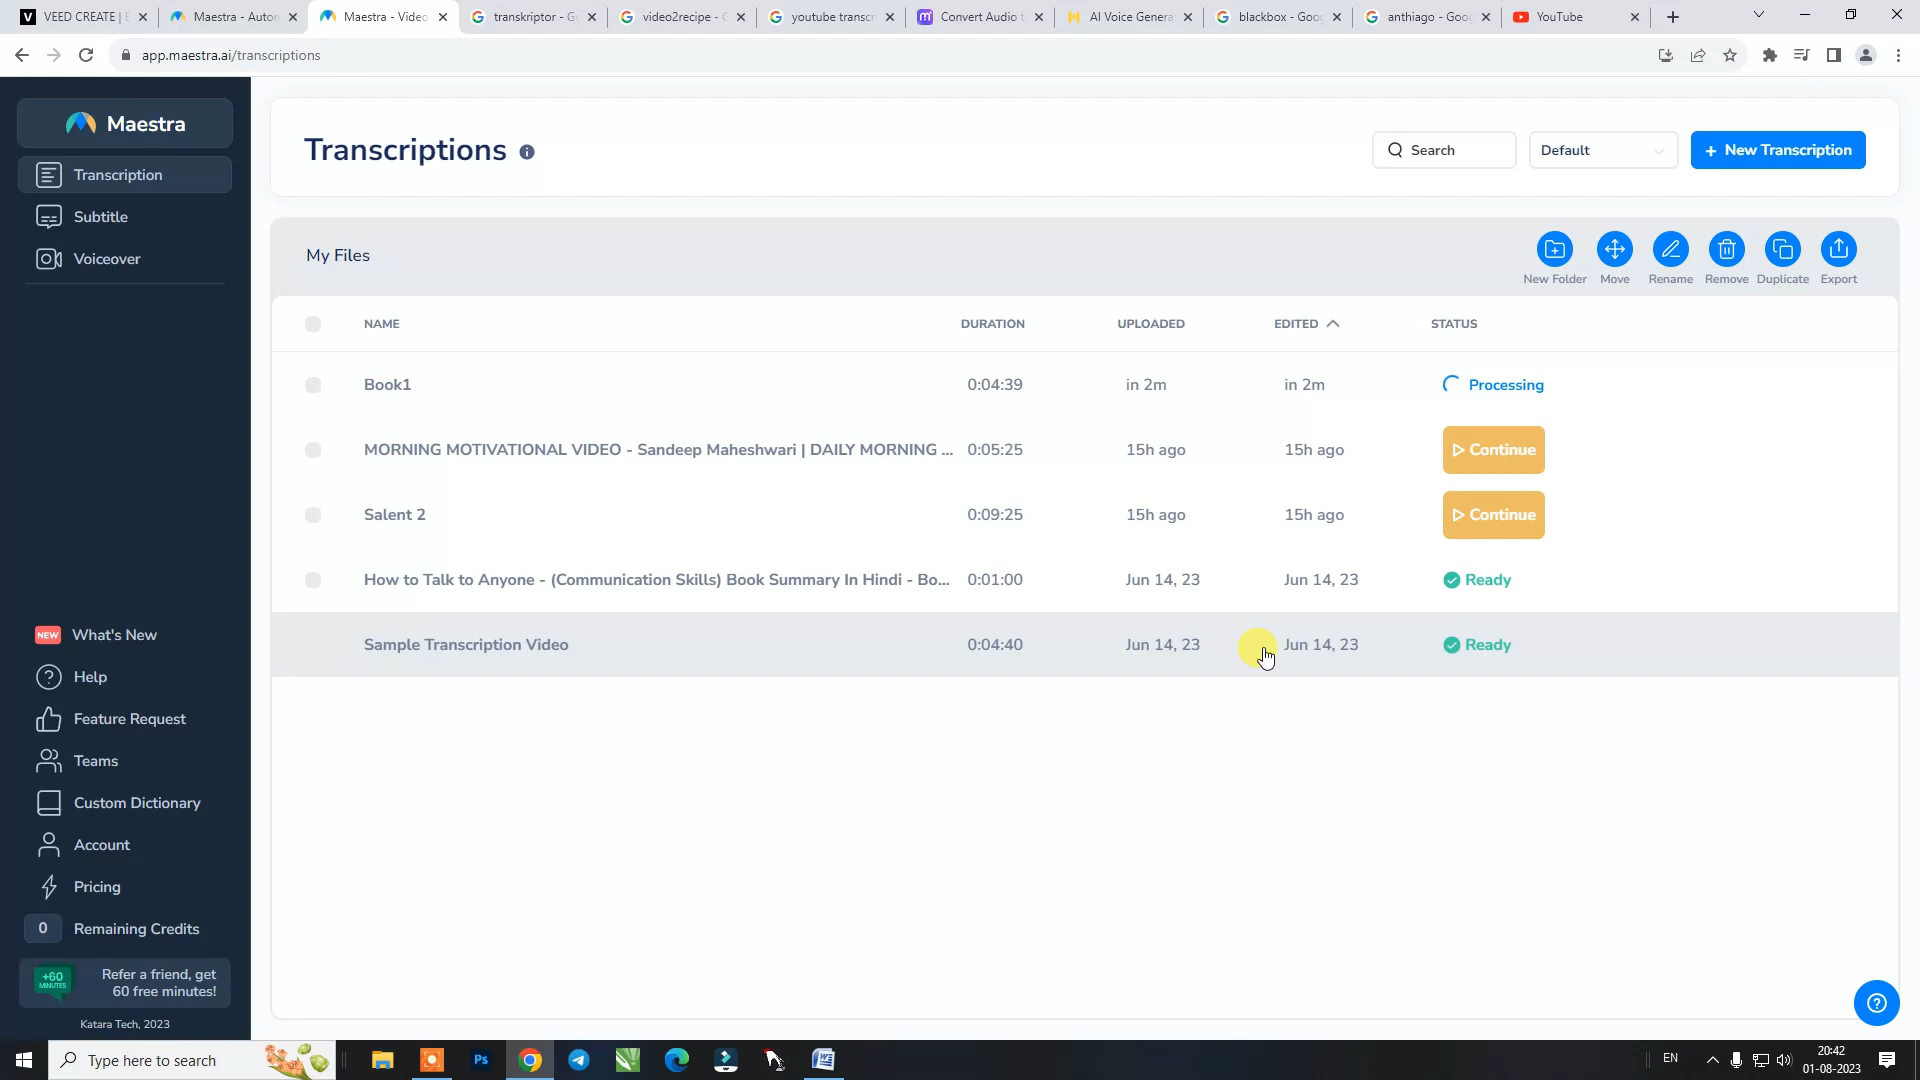 VEED CREATE | E
Maestra - Auton
Maestra - Video
transkriptor - G
video2recipe - G
youtube transcr
Convert Audio t
AI Voice Genera
blackbox - Goo
anthiago - Goo
YouTube
app.maestra.ai/transcriptions
Maestra
Transcription
Subtitle
Voiceover
NEW What's New
Help
Feature Request
Teams
Custom Dictionary
Account
Pricing
0 Remaining Credits
+60 MINUTES
Refer a friend, get
60 free minutes!
Katara Tech, 2023
Transcriptions
Search
Default
+ New Transcription
My Files
New Folder Move Rename Remove Duplicate Export
NAME DURATION UPLOADED EDITED STATUS
Book1 0:04:39 in 2m in 2m Processing
MORNING MOTIVATIONAL VIDEO - Sandeep Maheshwari | DAILY MORNING ... 0:05:25 15h ago 15h ago Continue
Salent 2 0:09:25 15h ago 15h ago Continue
How to Talk to Anyone - (Communication Skills) Book Summary In Hindi - Bo... 0:01:00 Jun 14, 23 Jun 14, 23 Ready
Sample Transcription Video 0:04:40 Jun 14, 23 Jun 14, 23 Ready
Type here to search
Ps
EN
20:42
01-08-2023